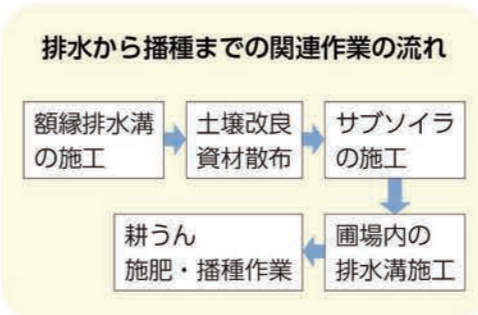 排水から播種までの関連作業の流れ
額縁排水溝
の施工
土壌改良
資材散布
サブソイラ
の施工
圃場内の
排水溝施工
耕うん
施肥・播種作業